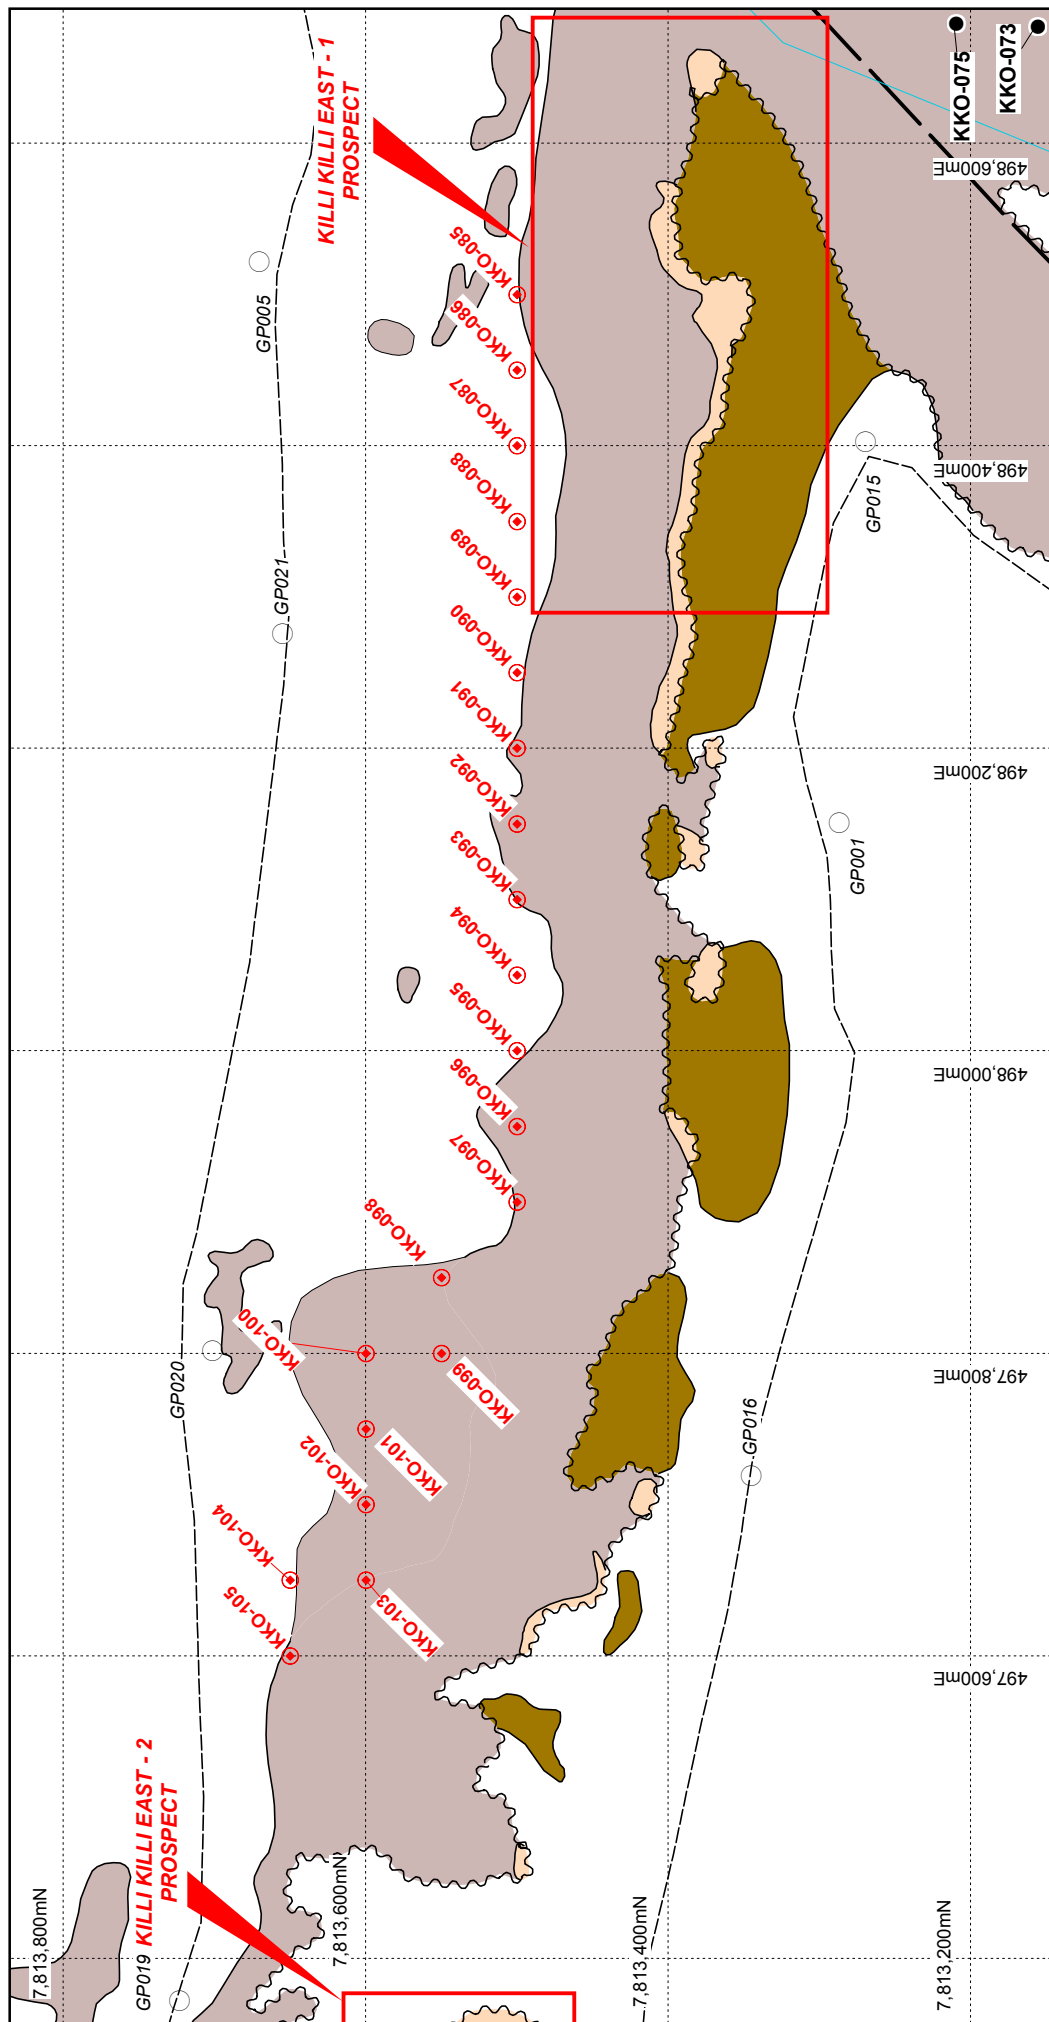 KILLI KILLI EAST - 1
PROSPECT
KKO-075
KKO-073
498,600mE
GP005
KKO-085
KKO-086
KKO-087
KKO-088
KKO-089
KKO-090
KKO-091
KKO-092
KKO-093
KKO-094
KKO-095
KKO-096
KKO-097
KKO-098
KKO-099
KKO-100
KKO-101
KKO-102
KKO-103
KKO-104
KKO-105
498,400mE
GP015
GP021
498,200mE
GP001
498,000mE
GP020
497,800mE
GP016
497,600mE
KILLI KILLI EAST - 2
PROSPECT
GP019
7,813,800mN
7,813,600mN
7,813,400mN
7,813,200mN